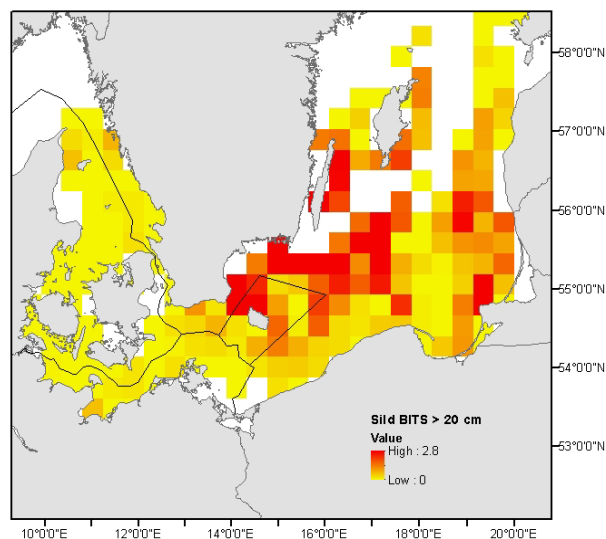 58°0'0"N
57°0'0"N
56°0'0"N
55°0'0"N
54°0'0"N
53°0'0"N
Sild BITS > 20 cm
Value
High : 2.8
Low : 0
10°0'0"E 12°0'0"E 14°0'0"E 16°0'0"E 18°0'0"E 20°0'0"E